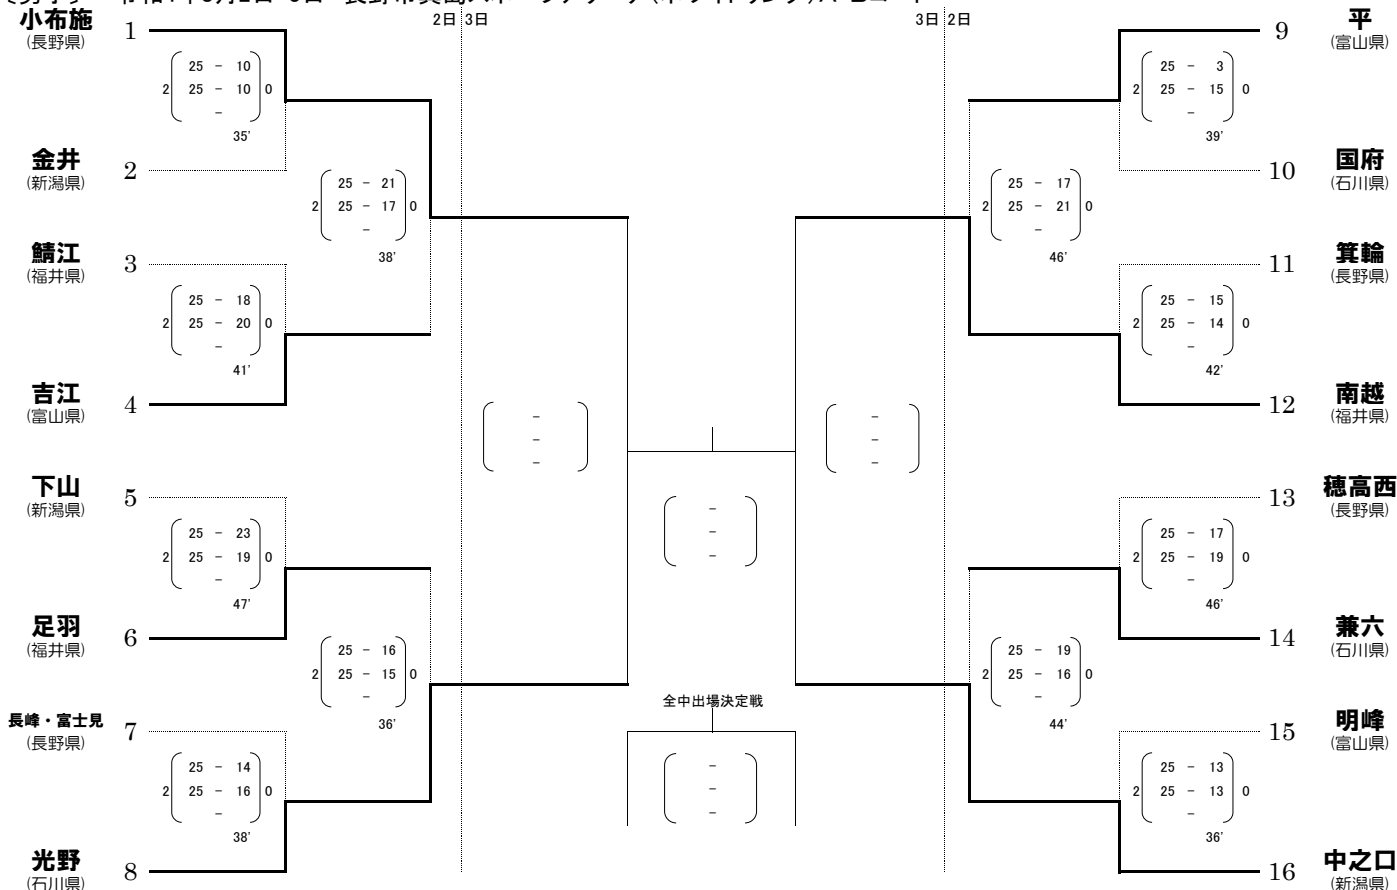 2日 3日
3日 2日
小布施
(長野県)
1
25 - 10
2 25 - 10 0
-
35'
金井
(新潟県)
2
25 - 21
2 25 - 17 0
-
38'
鯖江
(福井県)
3
25 - 18
2 25 - 20 0
-
41'
吉江
(富山県)
4
-
-
-
下山
(新潟県)
5
25 - 23
2 25 - 19 0
-
47'
足羽
(福井県)
6
25 - 16
2 25 - 15 0
-
36'
長峰・富士見
(長野県)
7
25 - 14
2 25 - 16 0
-
38'
光野
(石川県)
8
-
-
-
全中出場決定戦
-
-
-
9
平
(富山県)
25 - 3
2 25 - 15 0
-
39'
10
国府
(石川県)
25 - 17
2 25 - 21 0
-
46'
11
箕輪
(長野県)
25 - 15
2 25 - 14 0
-
42'
12
南越
(福井県)
-
-
-
13
穂高西
(長野県)
25 - 17
2 25 - 19 0
-
46'
14
兼六
(石川県)
25 - 19
2 25 - 16 0
-
44'
15
明峰
(富山県)
25 - 13
2 25 - 13 0
-
36'
16
中之口
(新潟県)